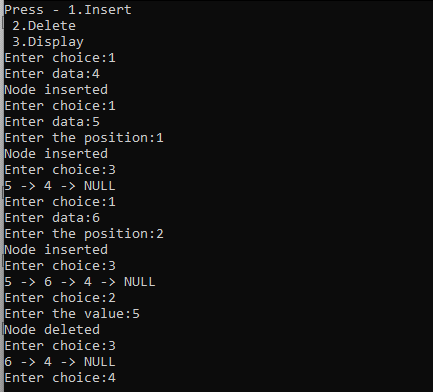 Press - 1.Insert
2.Delete
3.Display
Enter choice:1
Enter data:4
Node inserted
Enter choice:1
Enter data:5
Enter the position:1
Node inserted
Enter choice:3
5 -> 4 -> NULL
Enter choice:1
Enter data:6
Enter the position:2
Node inserted
Enter choice:3
5 -> 6 -> 4 -> NULL
Enter choice:2
Enter the value:5
Node deleted
Enter choice:3
6 -> 4 -> NULL
Enter choice:4